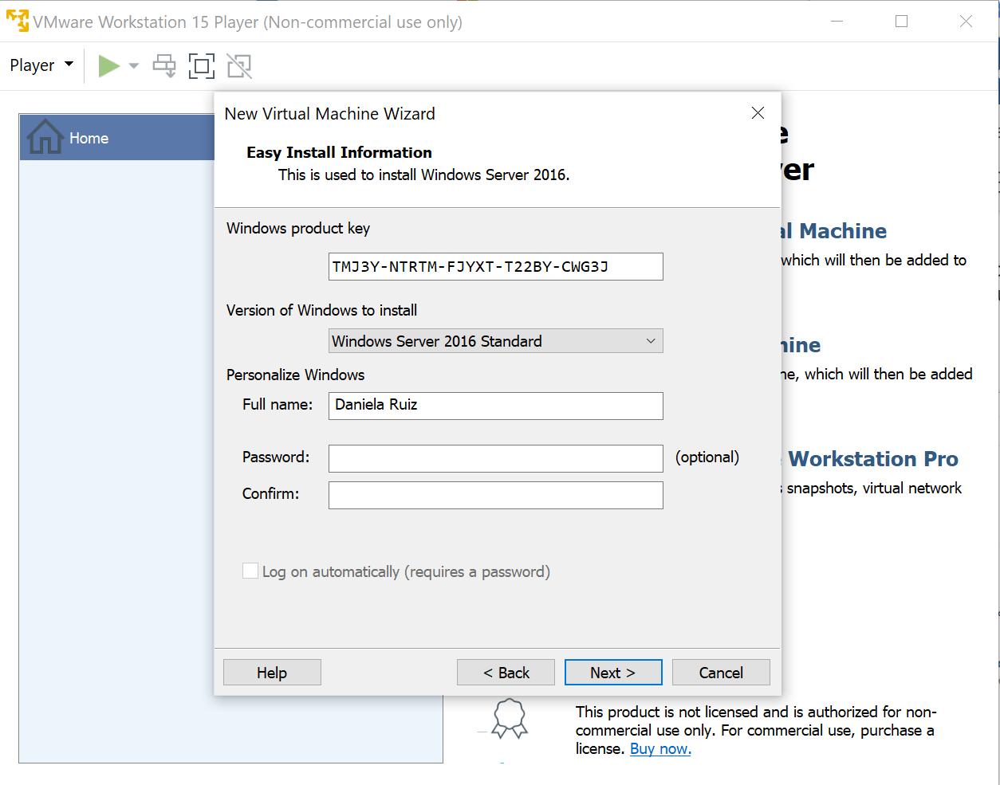 VMware Workstation 15 Player (Non-commercial use only)
Player
Home
New Virtual Machine Wizard
Easy Install Information
This is used to install Windows Server 2016.
Windows product key
TMJ3Y-NTRTM-FJYXT-T22BY-CWG3J
Version of Windows to install
Windows Server 2016 Standard
Personalize Windows
Full name:
Daniela Ruiz
Password:
(optional)
Confirm:
Log on automatically (requires a password)
Help
< Back
Next >
Cancel
al Machine
which will then be added to
hine
ne, which will then be added
Workstation Pro
s snapshots, virtual network
This product is not licensed and is authorized for non-
commercial use only. For commercial use, purchase a
license. Buy now.